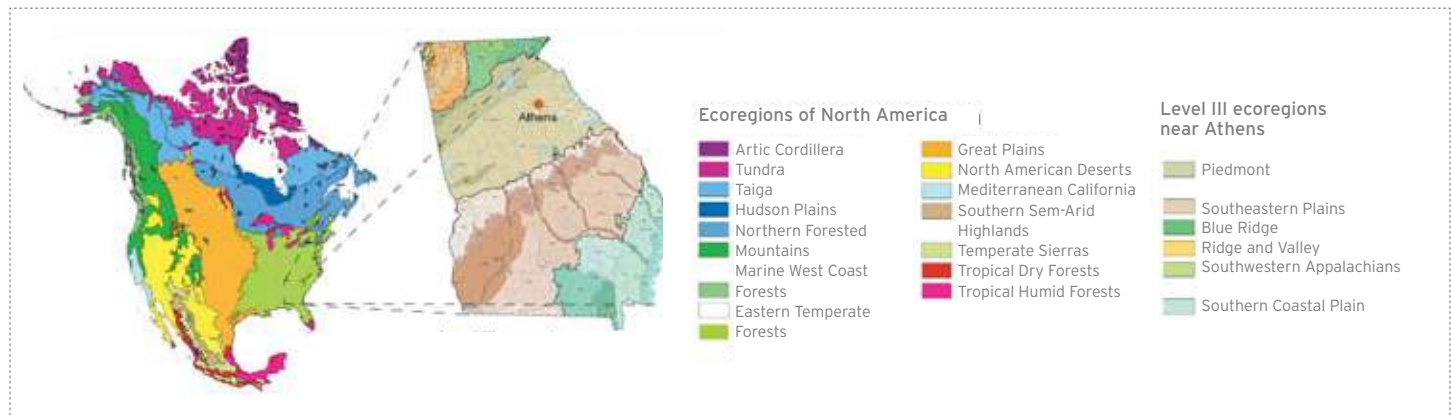 Athens
Ecoregions of North America
Artic Cordillera
Tundra
Taiga
Hudson Plains
Northern Forested
Mountains
Marine West Coast
Forests
Eastern Temperate
Forests
Great Plains
North American Deserts
Mediterranean California
Southern Sem-Arid
Highlands
Temperate Sierras
Tropical Dry Forests
Tropical Humid Forests
Level III ecoregions
near Athens
Piedmont
Southeastern Plains
Blue Ridge
Ridge and Valley
Southwestern Appalachians
Southern Coastal Plain